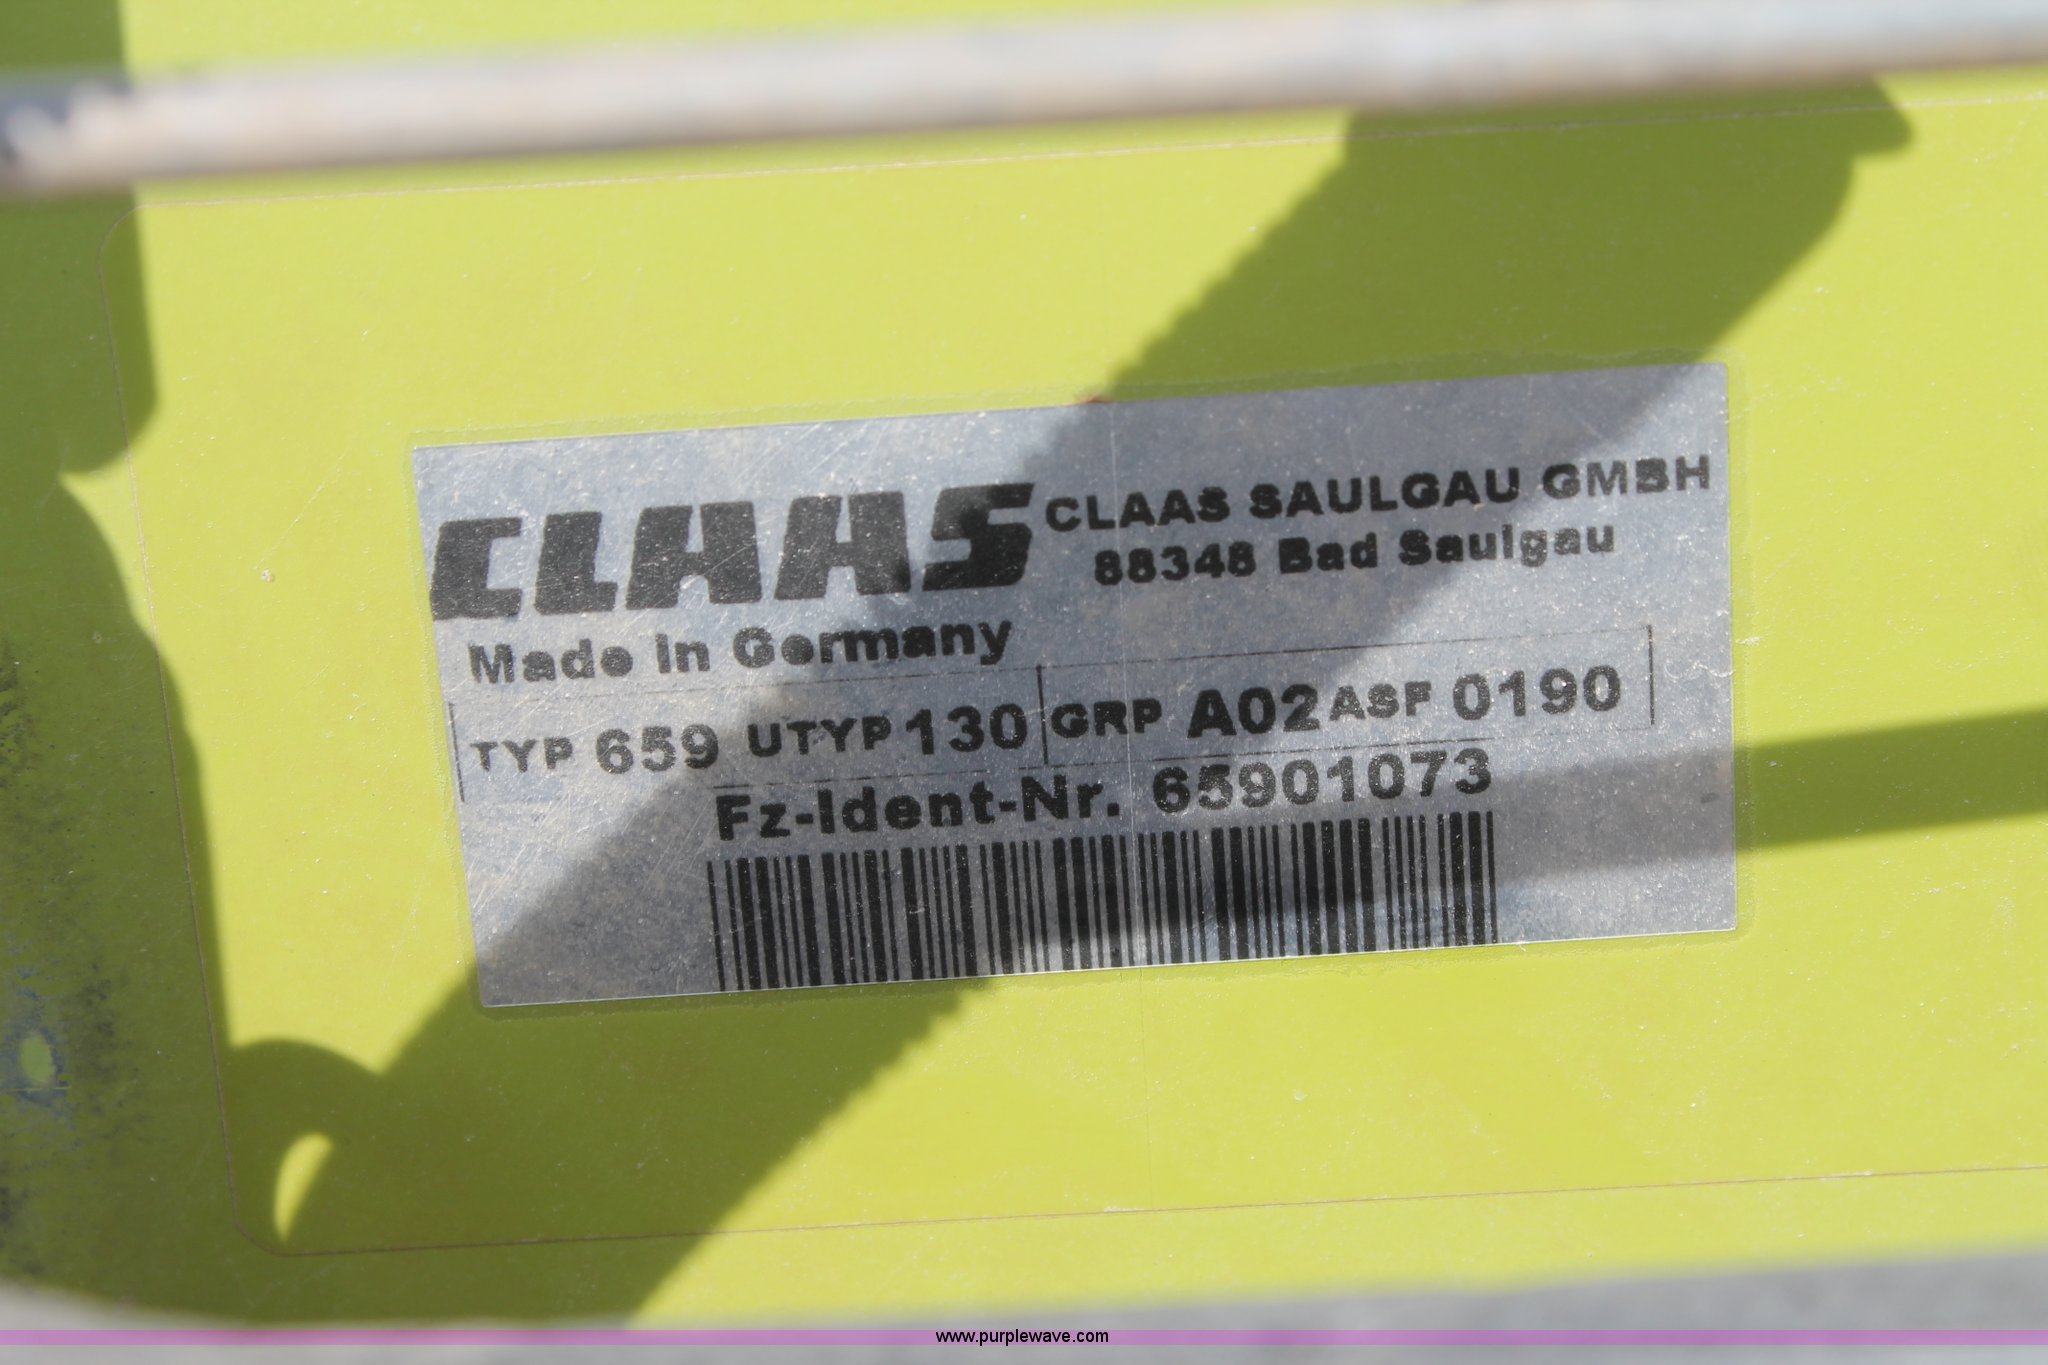 CLAAS
CLAAS SAULGAU GMBH
88348 Bad Saulgau
Made in Germany
TYP 659 UTYP 130 GRP A02 ASF 0190
Fz-Ident-Nr. 65901073
www.purplewave.com